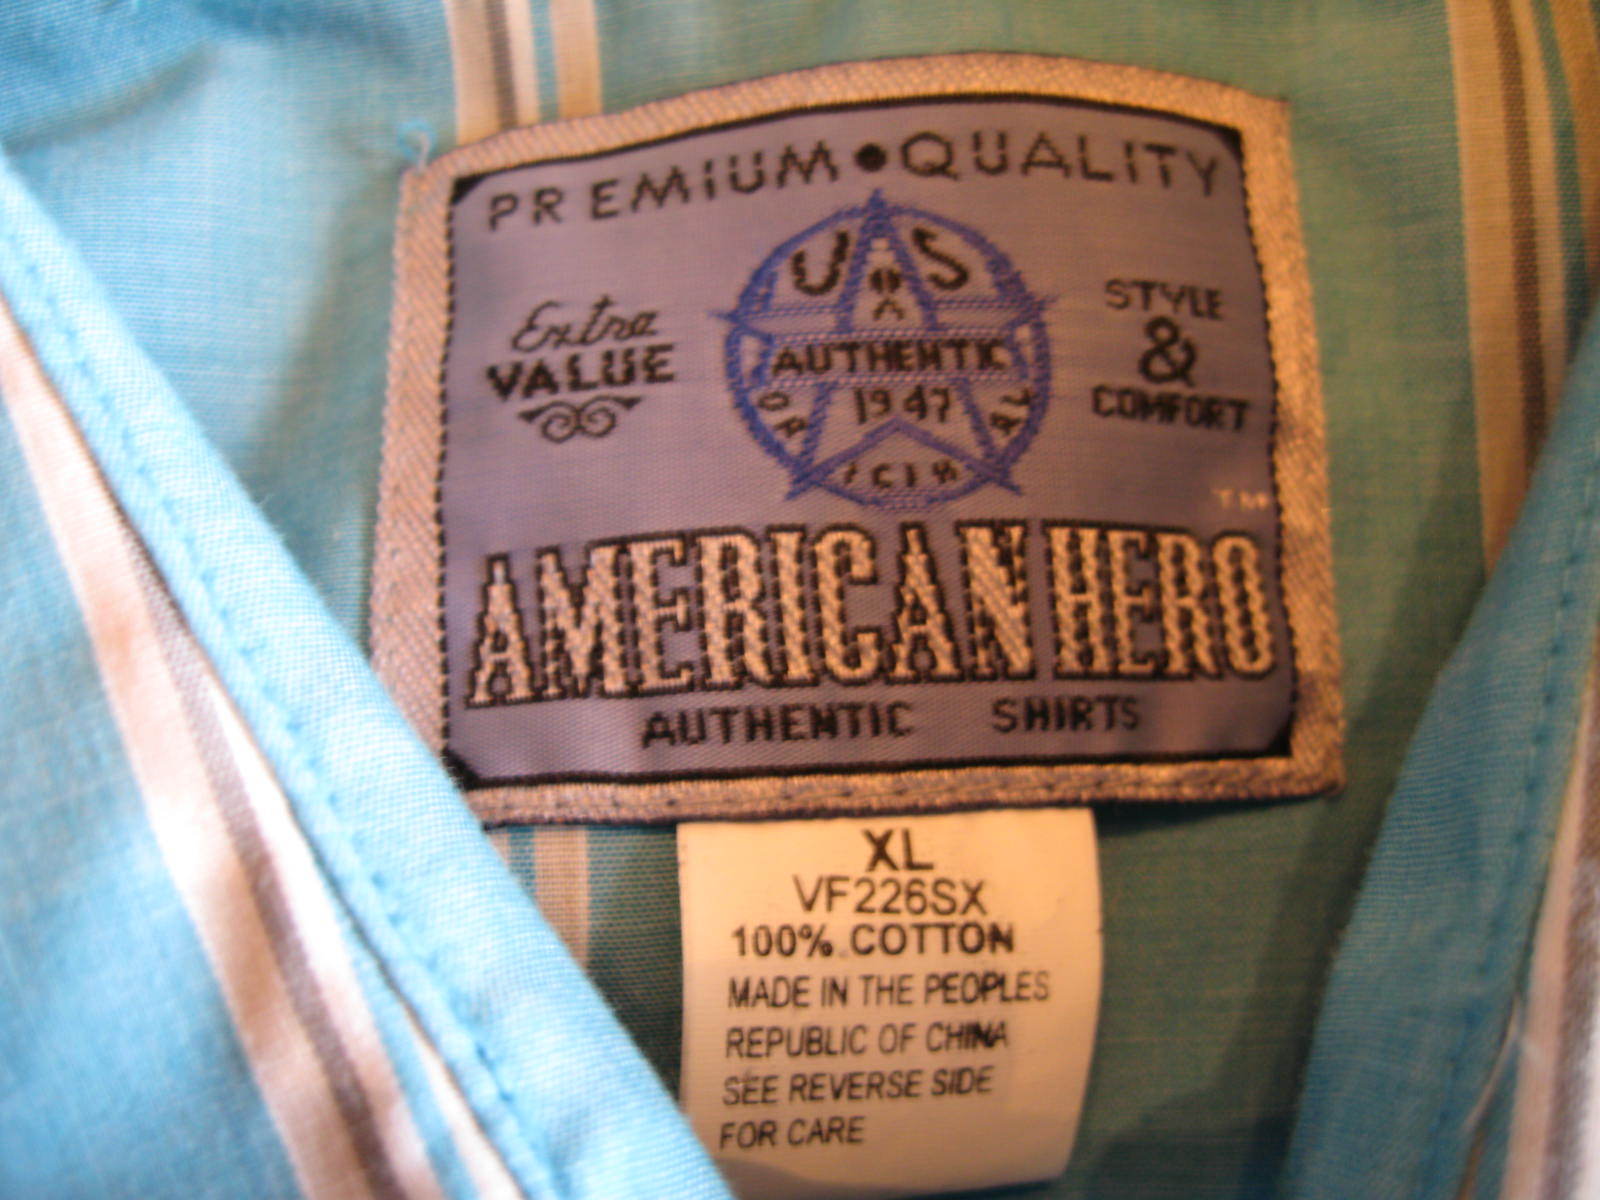 PREMIUM • QUALITY
U S A
Extra
VALUE
AUTHENTIC
1947
STYLE
&
COMFORT
TM
AMERICAN HERO
AUTHENTIC SHIRTS
XL
VF226SX
100% COTTON
MADE IN THE PEOPLES
REPUBLIC OF CHINA
SEE REVERSE SIDE
FOR CARE